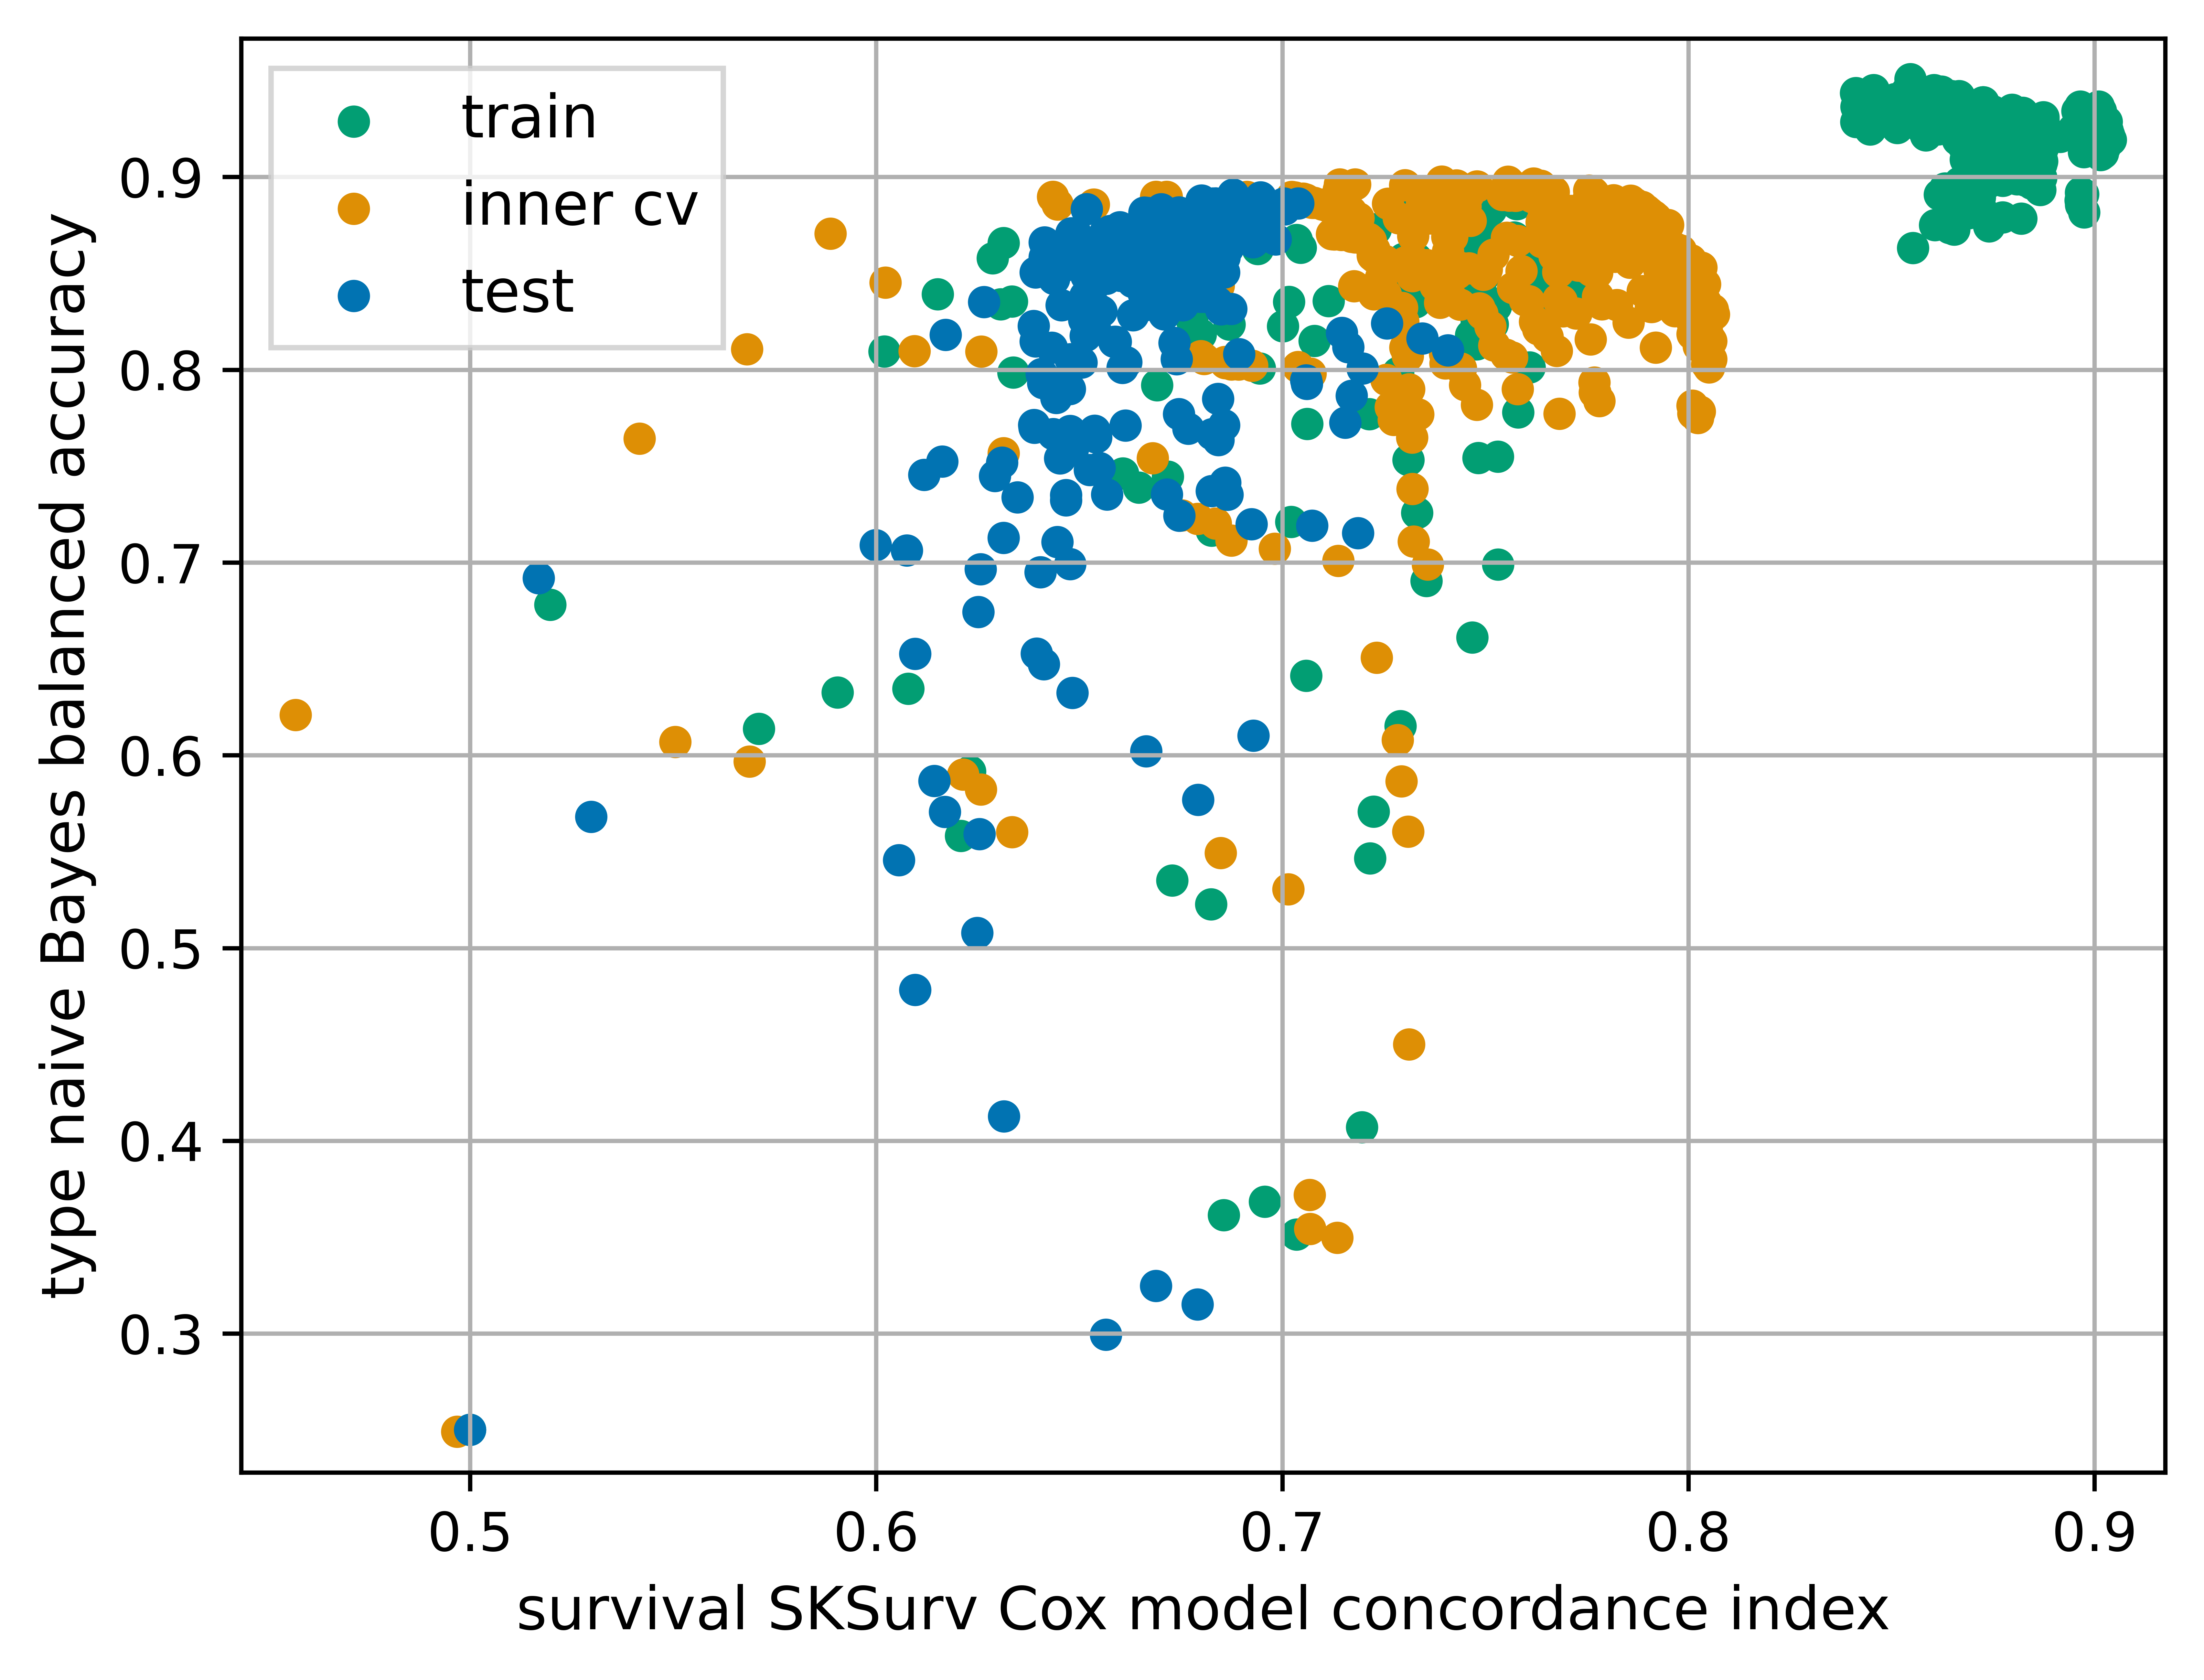 train
inner cv
test
type naive Bayes balanced accuracy
0.9
0.8
0.7
0.6
0.5
0.4
0.3
0.5
0.6
0.7
0.8
0.9
survival SKSurv Cox model concordance index